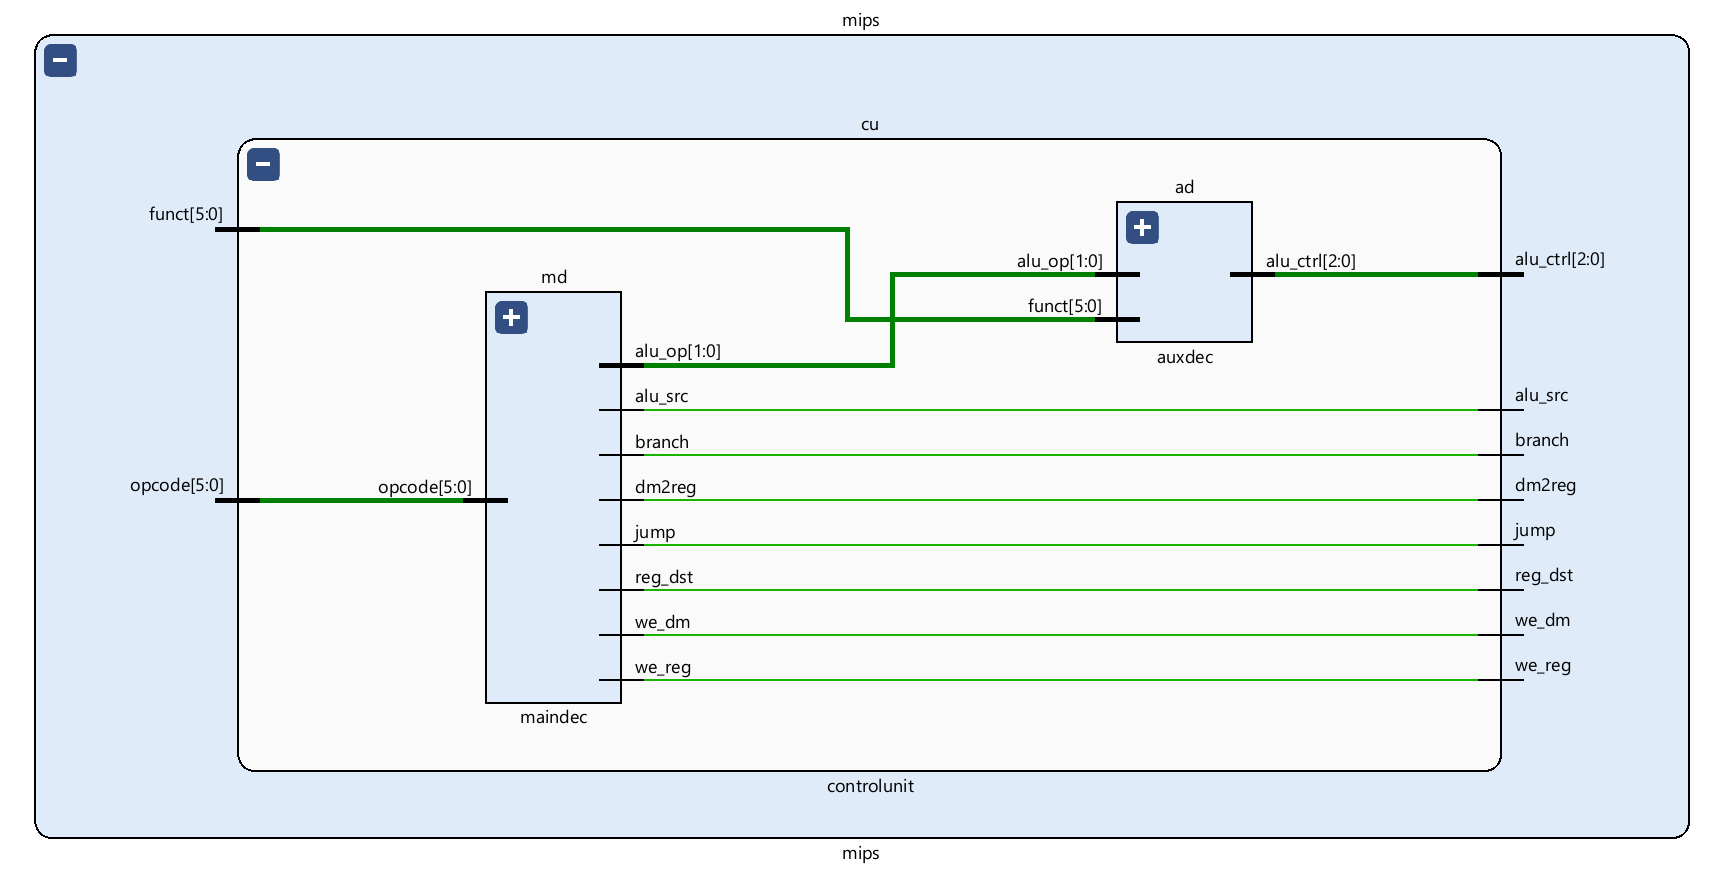 mips
cu
ad
funct[5:0]
alu_op[1:0]
alu_ctrl[2:0]
alu_ctrl[2:0]
md
funct[5:0]
alu_op[1:0]
auxdec
alu_src
alu_src
branch
branch
opcode[5:0]
opcode[5:0]
dm2reg
dm2reg
jump
jump
reg_dst
reg_dst
we_dm
we_dm
we_reg
we_reg
maindec
controlunit
mips